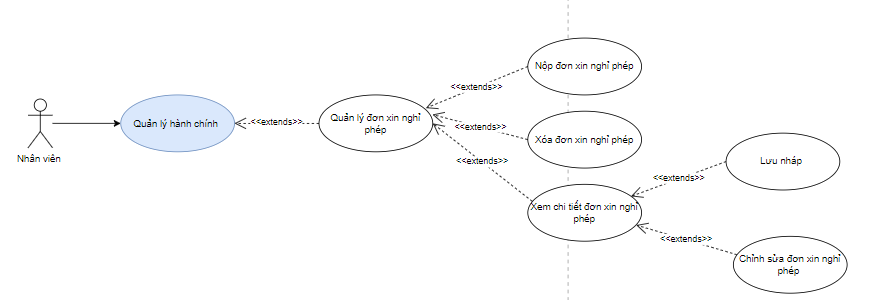 Nộp đơn xin nghỉ phép
<<extends>>
Nhân viên
Quản lý hành chính
<<extends>>
Quản lý đơn xin nghỉ
phép
<<extends>>
Xóa đơn xin nghỉ phép
<<extends>>
Lưu nháp
<<extends>>
Xem chi tiết đơn xin nghỉ
phép
<<extends>>
Chỉnh sửa đơn xin nghỉ
phép